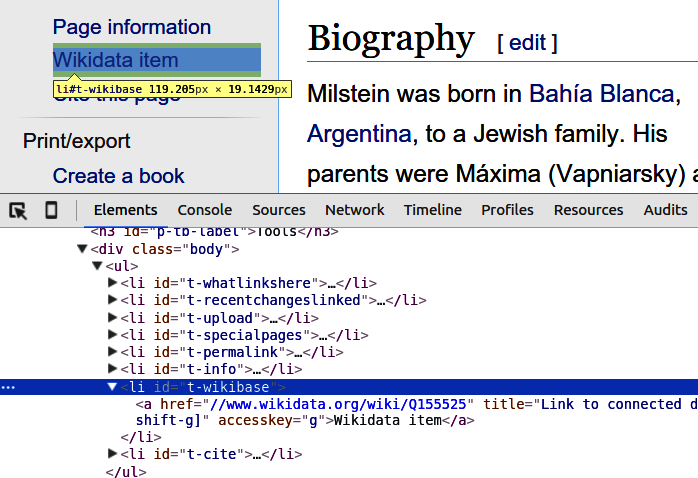 Page information
Wikidata item
li#t-wikibase 119.205px × 19.1429px
Cite this page
Print/export
Create a book
Biography [ edit ]
Milstein was born in Bahía Blanca,
Argentina, to a Jewish family. His
parents were Máxima (Vapniarsky) a
Elements Console Sources Network Timeline Profiles Resources Audits
<h3 id="p-tb-label">Tools</h3>
▼<div class="body">
▼<ul>
▶<li id="t-whatlinkshere">…</li>
▶<li id="t-recentchangeslinked">…</li>
▶<li id="t-upload">…</li>
▶<li id="t-specialpages">…</li>
▶<li id="t-permalink">…</li>
▶<li id="t-info">…</li>
… ▼<li id="t-wikibase">
<a href="//www.wikidata.org/wiki/Q155525" title="Link to connected d
shift-g]" accesskey="g">Wikidata item</a>
</li>
▶<li id="t-cite">…</li>
</ul>